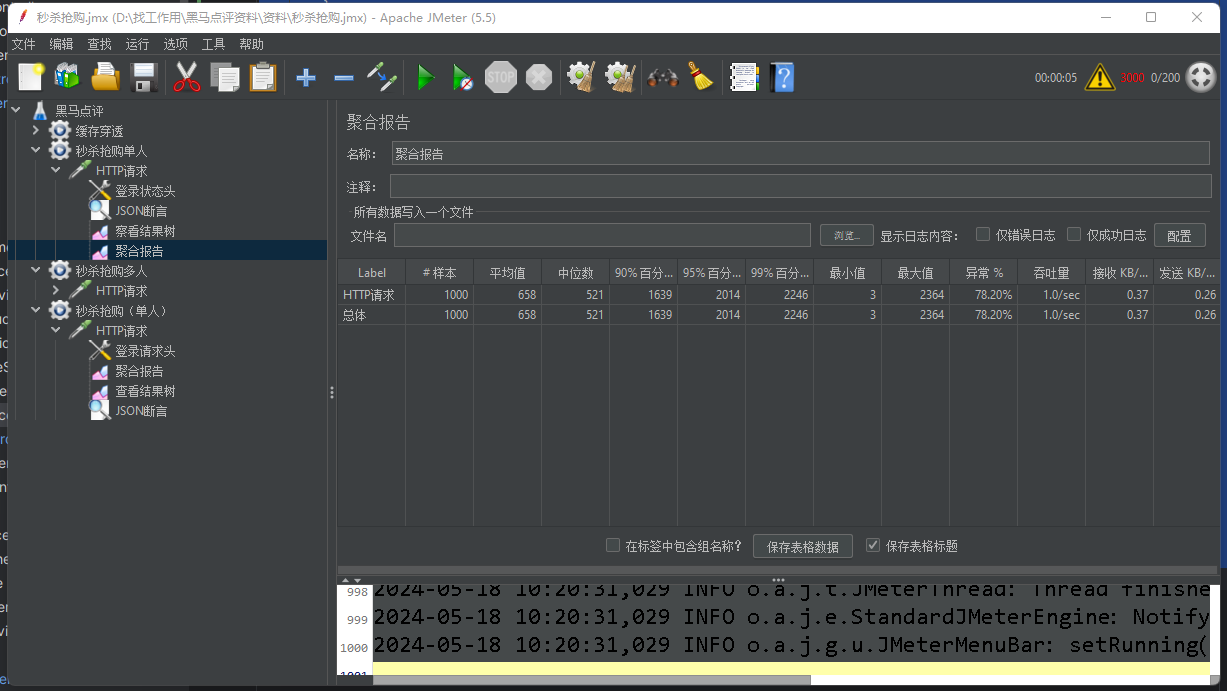 秒杀抢购.jmx (D:\找工作用\黑马点评资料\资料\秒杀抢购.jmx) - Apache JMeter (5.5)
文件 编辑 查找 运行 选项 工具 帮助
STOP 00:00:05 3000 0/200
黑马点评
缓存穿透
秒杀抢购单人
HTTP请求
登录状态头
JSON断言
察看结果树
聚合报告
秒杀抢购多人
HTTP请求
秒杀抢购（单人）
HTTP请求
登录请求头
聚合报告
查看结果树
JSON断言
聚合报告
名称： 聚合报告
注释：
所有数据写入一个文件
文件名 浏览... 显示日志内容： 仅错误日志 仅成功日志 配置
Label # 样本 平均值 中位数 90% 百分... 95% 百分... 99% 百分... 最小值 最大值 异常 % 吞吐量 接收 KB/... 发送 KB/...
HTTP请求 1000 658 521 1639 2014 2246 3 2364 78.20% 1.0/sec 0.37 0.26
总体 1000 658 521 1639 2014 2246 3 2364 78.20% 1.0/sec 0.37 0.26
在标签中包含组名称？ 保存表格数据 保存表格标题
998 2024-05-18 10:20:31,029 INFO o.a.j.t.JMeterThread: Thread finishe
999 2024-05-18 10:20:31,029 INFO o.a.j.e.StandardJMeterEngine: Notify
1000 2024-05-18 10:20:31,029 INFO o.a.j.g.u.JMeterMenuBar: setRunning(
1001